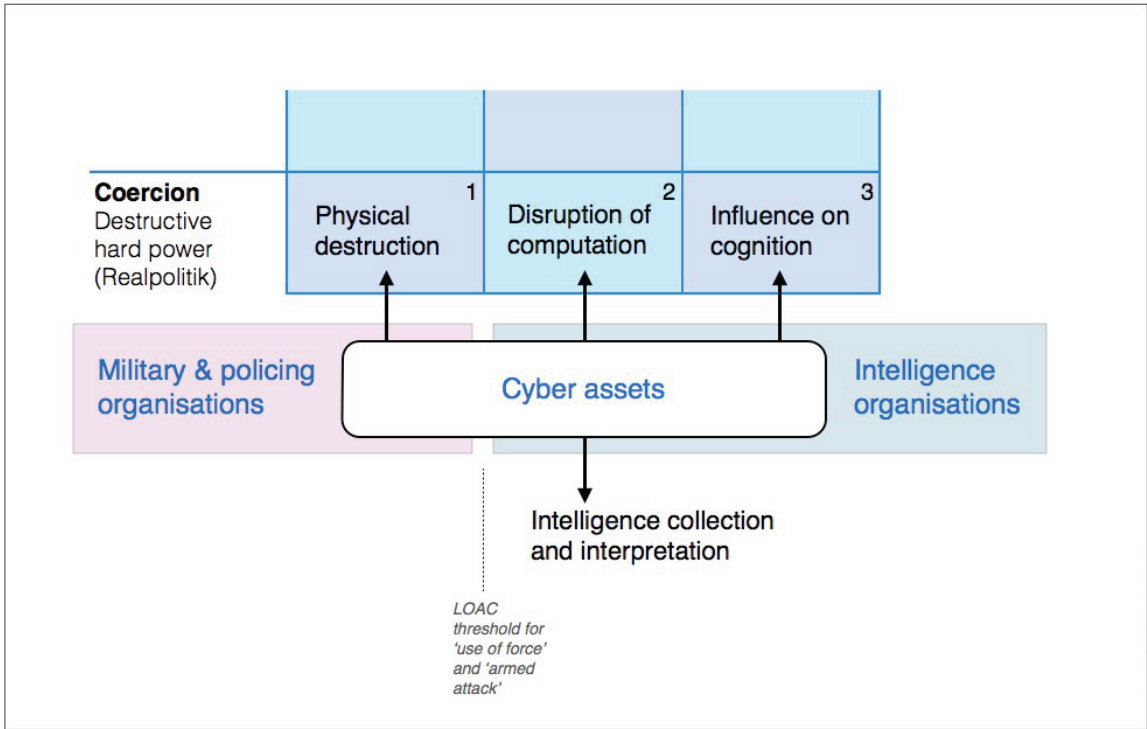 Coercion
Destructive
hard power
(Realpolitik)
1
Physical
destruction
2
Disruption of
computation
3
Influence on
cognition
Military & policing
organisations
Cyber assets
Intelligence
organisations
Intelligence collection
and interpretation
LOAC
threshold for
‘use of force’
and ‘armed
attack’